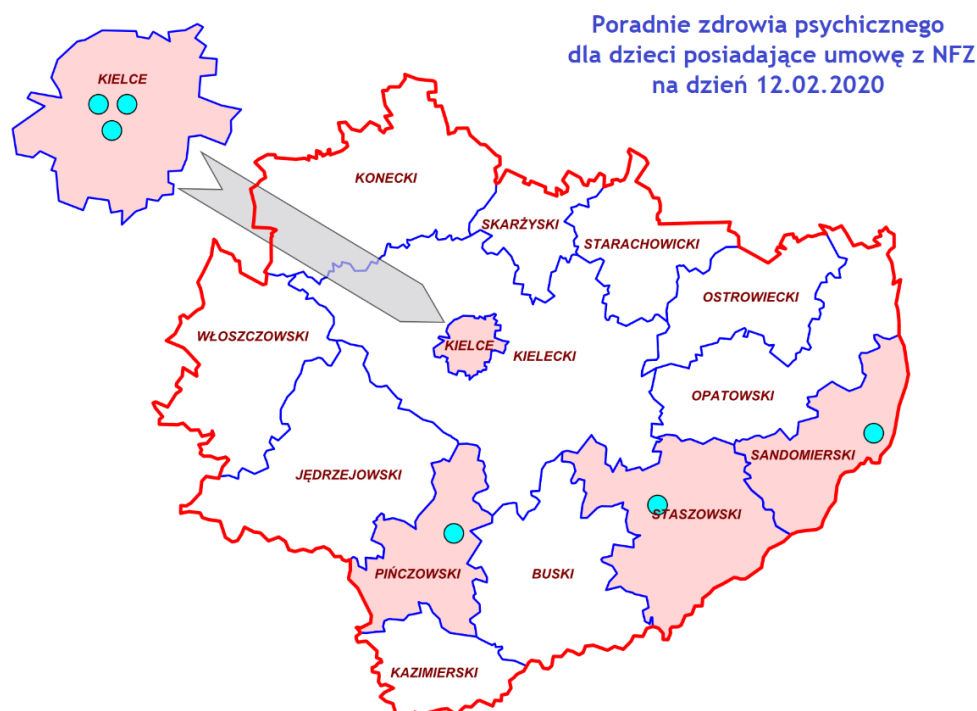 Poradnie zdrowia psychicznego
dla dzieci posiadające umowę z NFZ
na dzień 12.02.2020
KIELCE
KONECKI
SKARŻYSKI
STARACHOWICKI
OSTROWIECKI
WŁOSZCZOWSKI
KIELCE
KIELECKI
OPATOWSKI
SANDOMIERSKI
JĘDRZEJOWSKI
STASZOWSKI
PIŃCZOWSKI
BUSKI
KAZIMIERSKI